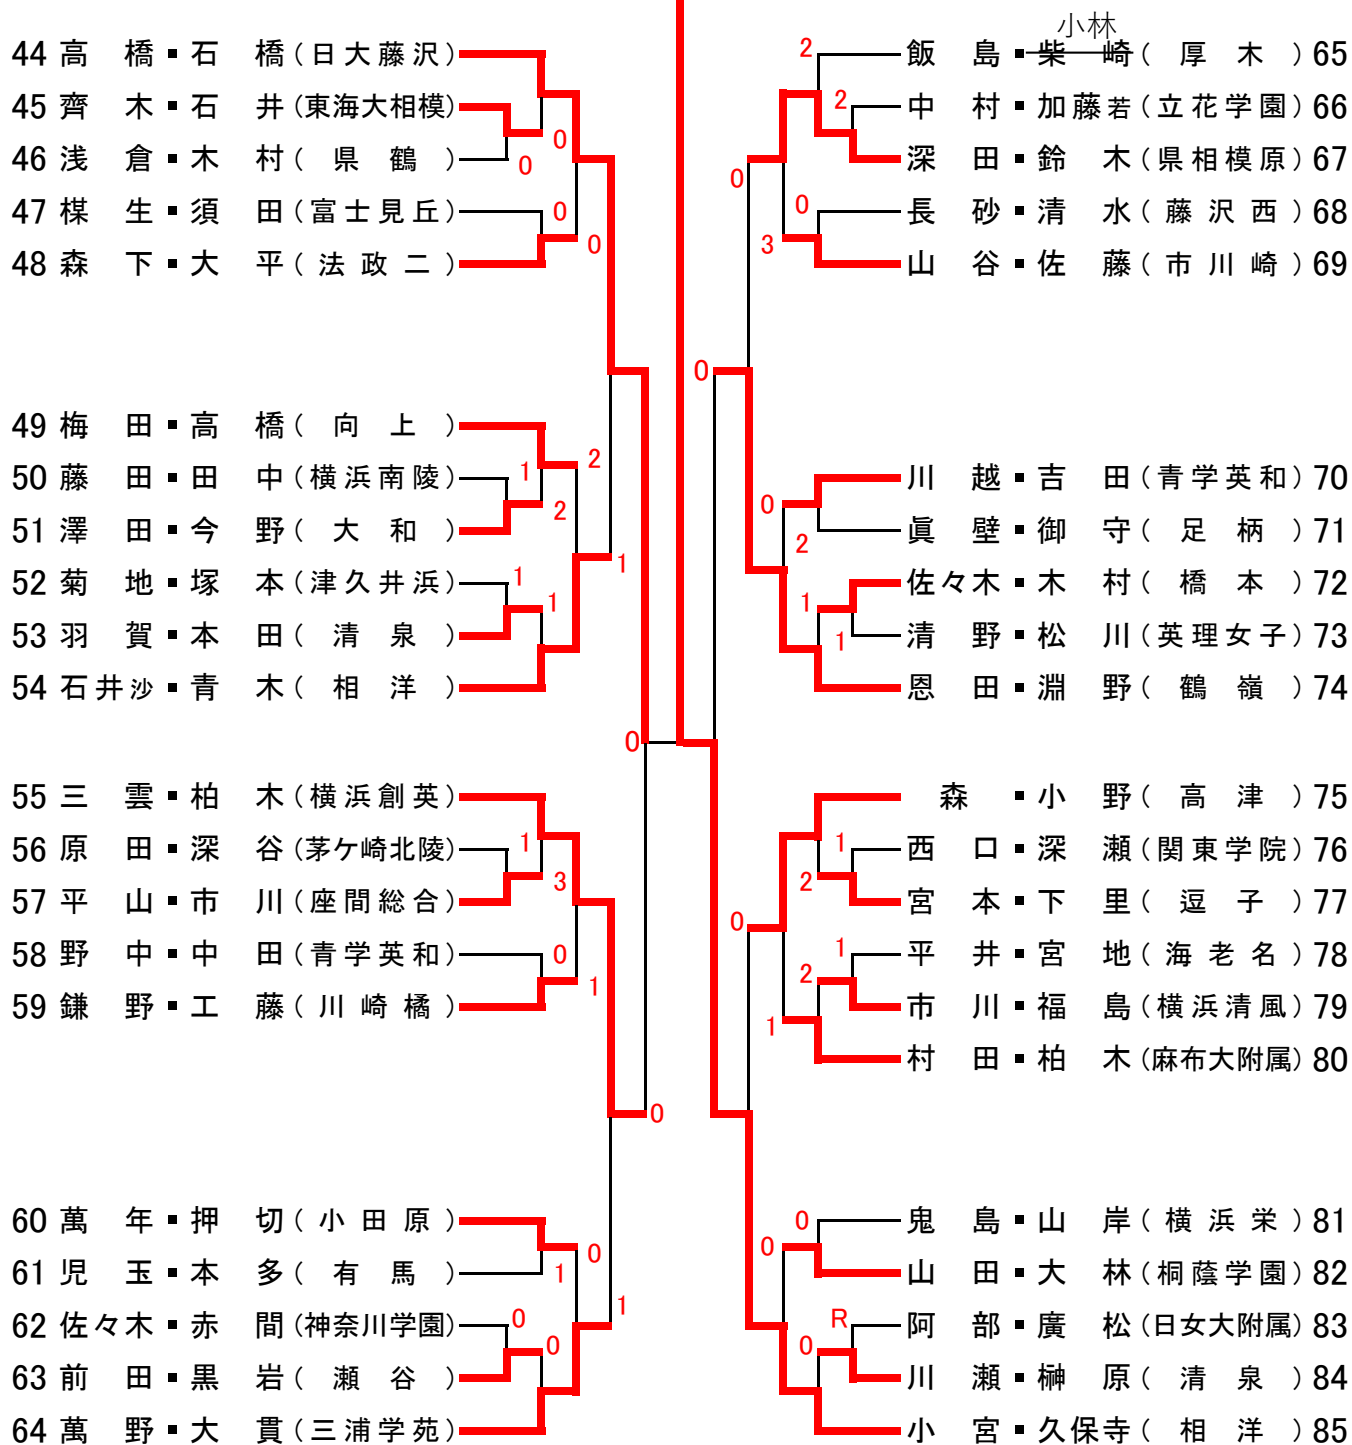 44 高橋・石橋(日大藤沢)
45 齊木・石井(東海大相模)
46 浅倉・木村(県鶴)
47 楳生・須田(富士見丘)
48 森下・大平(法政二)
0
0
0
0
49 梅田・高橋(向上)
50 藤田・田中(横浜南陵)
51 澤田・今野(大和)
52 菊地・塚本(津久井浜)
53 羽賀・本田(清泉)
54 石井沙・青木(相洋)
2
1
2
1
1
1
0
55 三雲・柏木(横浜創英)
56 原田・深谷(茅ケ崎北陵)
57 平山・市川(座間総合)
58 野中・中田(青学英和)
59 鎌野・工藤(川崎橘)
1
3
0
1
0
60 萬年・押切(小田原)
61 児玉・本多(有馬)
62 佐々木・赤間(神奈川学園)
63 前田・黒岩(瀬谷)
64 萬野・大貫(三浦学苑)
0
1
1
0
0
小林
飯島・柴崎(厚木) 65
中村・加藤若(立花学園) 66
深田・鈴木(県相模原) 67
長砂・清水(藤沢西) 68
山谷・佐藤(市川崎) 69
2
2
0
0
3
0
川越・吉田(青学英和) 70
眞壁・御守(足柄) 71
佐々木・木村(橋本) 72
清野・松川(英理女子) 73
恩田・淵野(鶴嶺) 74
0
2
1
1
森・小野(高津) 75
西口・深瀬(関東学院) 76
宮本・下里(逗子) 77
平井・宮地(海老名) 78
市川・福島(横浜清風) 79
村田・柏木(麻布大附属) 80
1
2
0
1
2
1
鬼島・山岸(横浜栄) 81
山田・大林(桐蔭学園) 82
阿部・廣松(日女大附属) 83
川瀬・榊原(清泉) 84
小宮・久保寺(相洋) 85
0
0
R
0